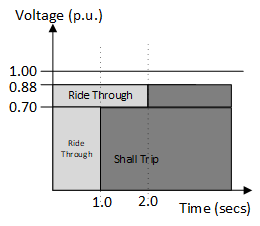 Voltage (p.u.)
1.00
0.88
Ride Through
0.70
Ride
Through
Shall Trip
1.0
2.0
Time (secs)